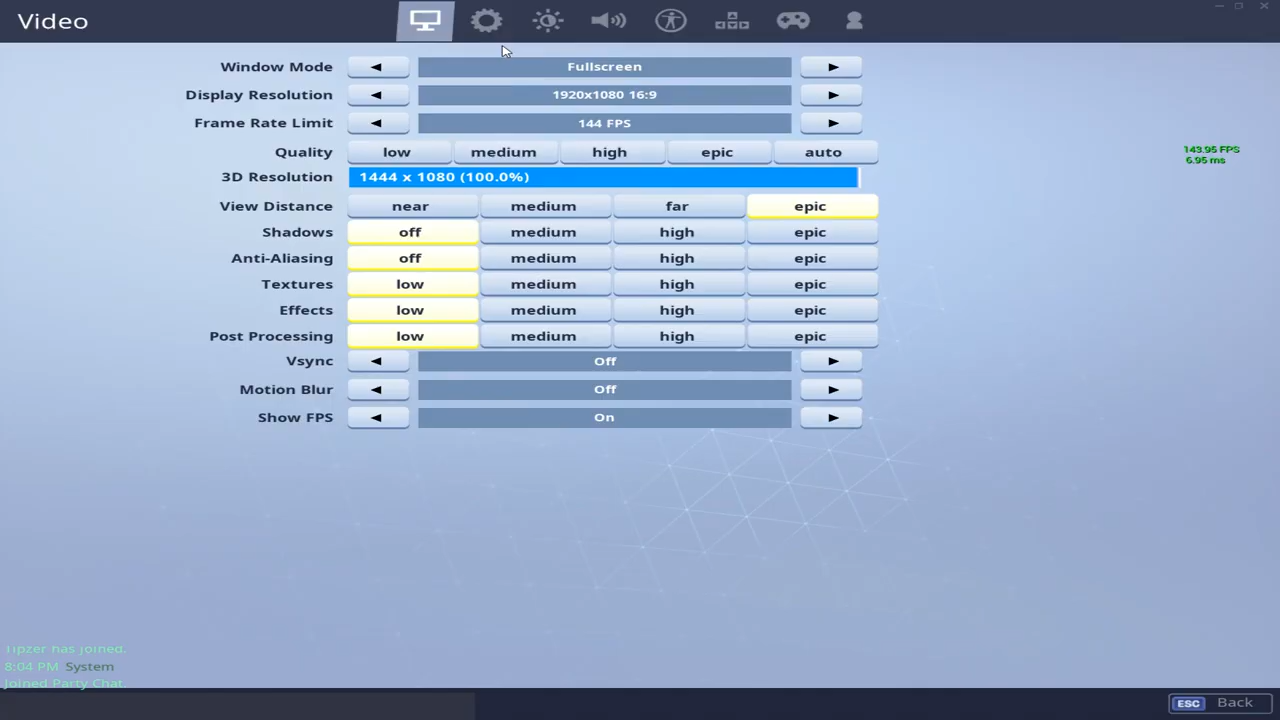 Video
Window Mode Fullscreen
Display Resolution 1920x1080 16:9
Frame Rate Limit 144 FPS
Quality low medium high epic auto
143.95 FPS
6.95 ms
3D Resolution 1444 x 1080 (100.0%)
View Distance near medium far epic
Shadows off medium high epic
Anti-Aliasing off medium high epic
Textures low medium high epic
Effects low medium high epic
Post Processing low medium high epic
Vsync Off
Motion Blur Off
Show FPS On
has joined.
8:04 PM System
Joined Party Chat.
ESC Back